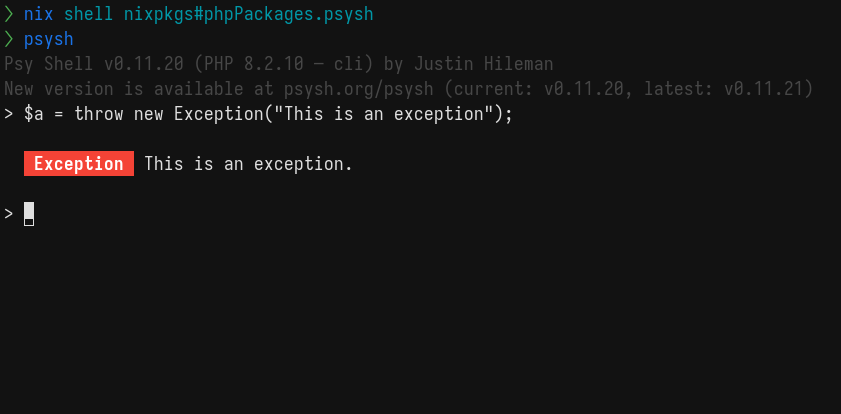 ❯ nix shell nixpkgs#phpPackages.psysh
❯ psysh
Psy Shell v0.11.20 (PHP 8.2.10 — cli) by Justin Hileman
New version is available at psysh.org/psysh (current: v0.11.20, latest: v0.11.21)
> $a = throw new Exception("This is an exception");
Exception This is an exception.
>